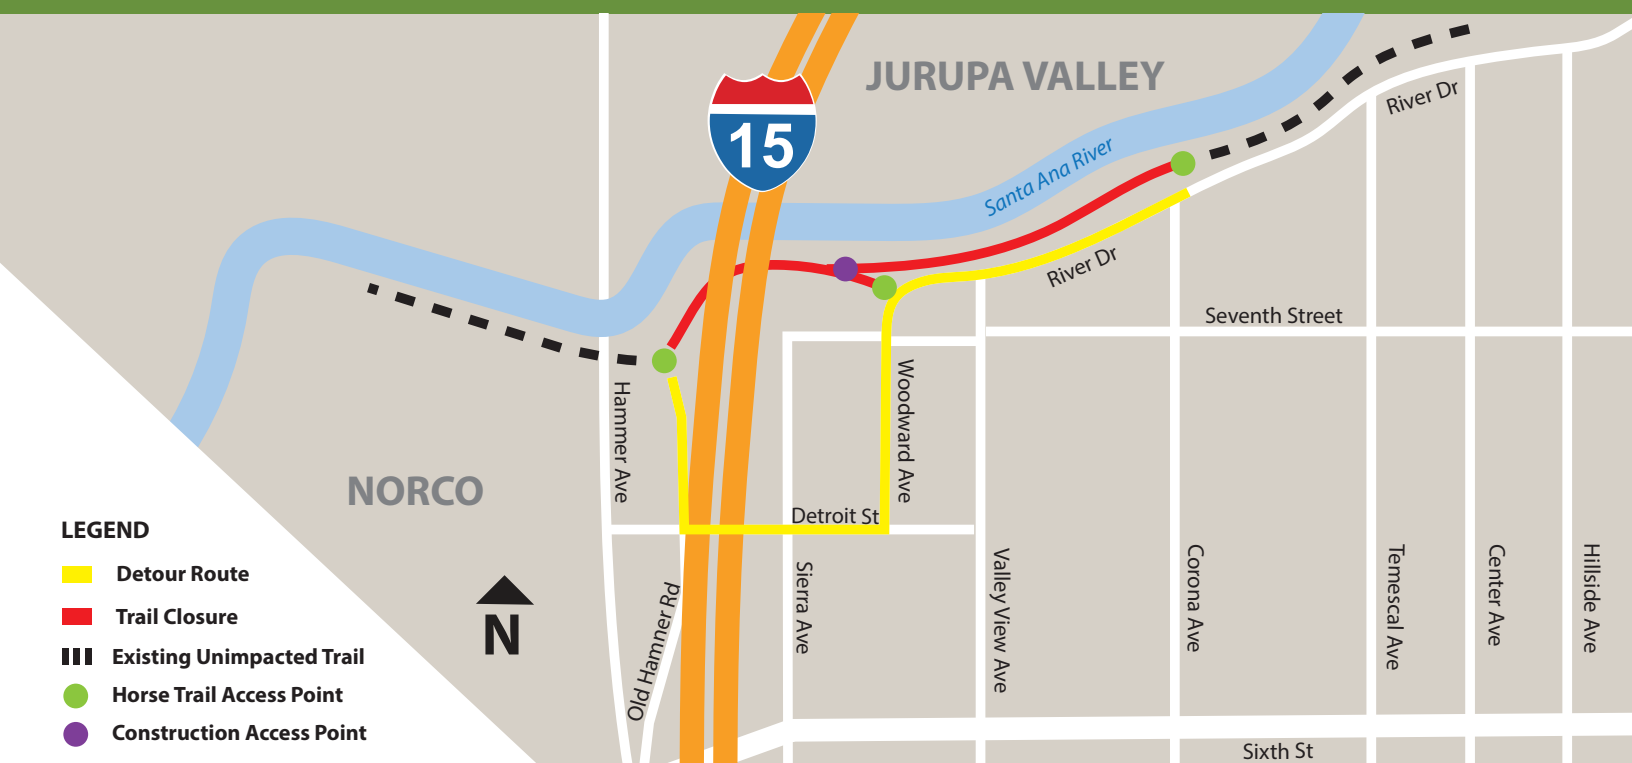 JURUPA VALLEY
15
River Dr
Santa Ana River
River Dr
Seventh Street
Hammer Ave
Woodward Ave
NORCO
Detroit St
LEGEND
Detour Route
Trail Closure
Existing Unimpacted Trail
Horse Trail Access Point
Construction Access Point
N
Old Hamner Rd
Sierra Ave
Valley View Ave
Corona Ave
Temescal Ave
Center Ave
Hillside Ave
Sixth St